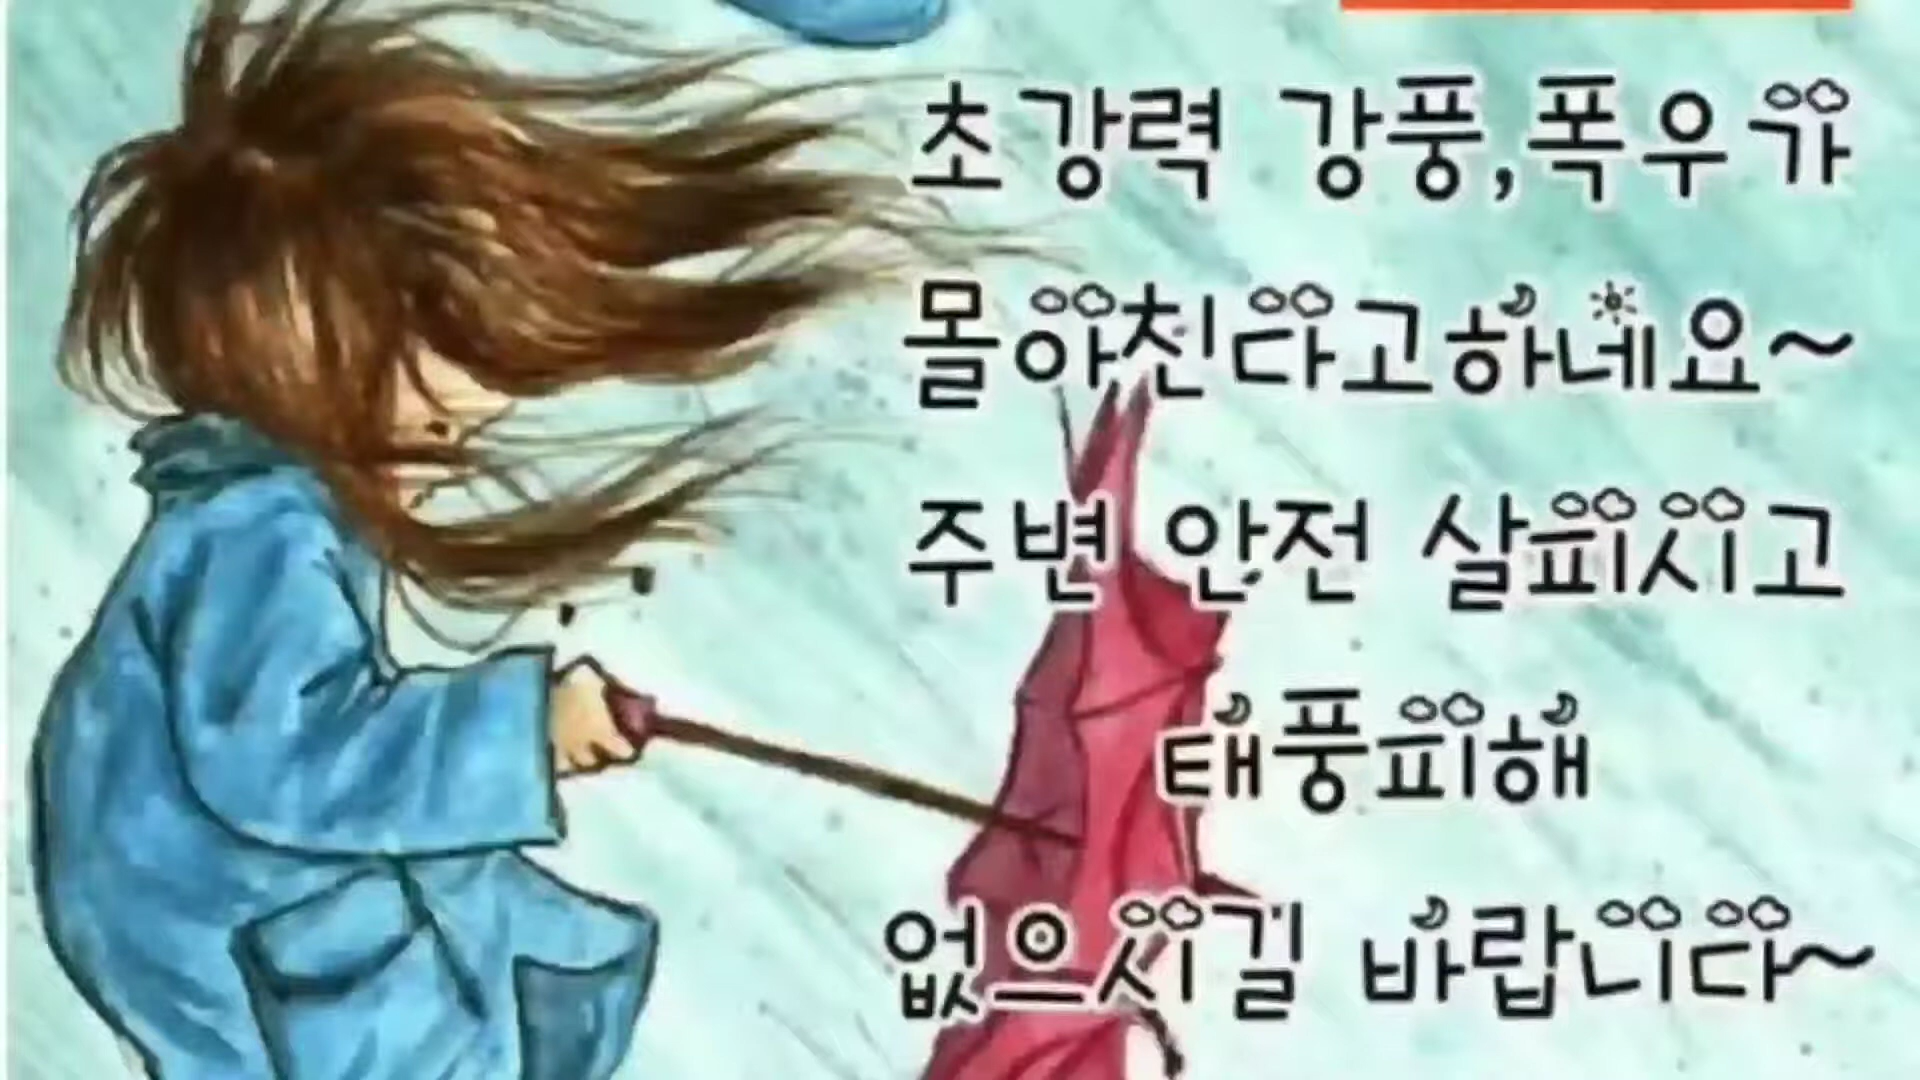 초강력 강풍,폭우가
몰아친다고하네요~
주변 안전 살피시고
태풍피해
없으시길 바랍니다~